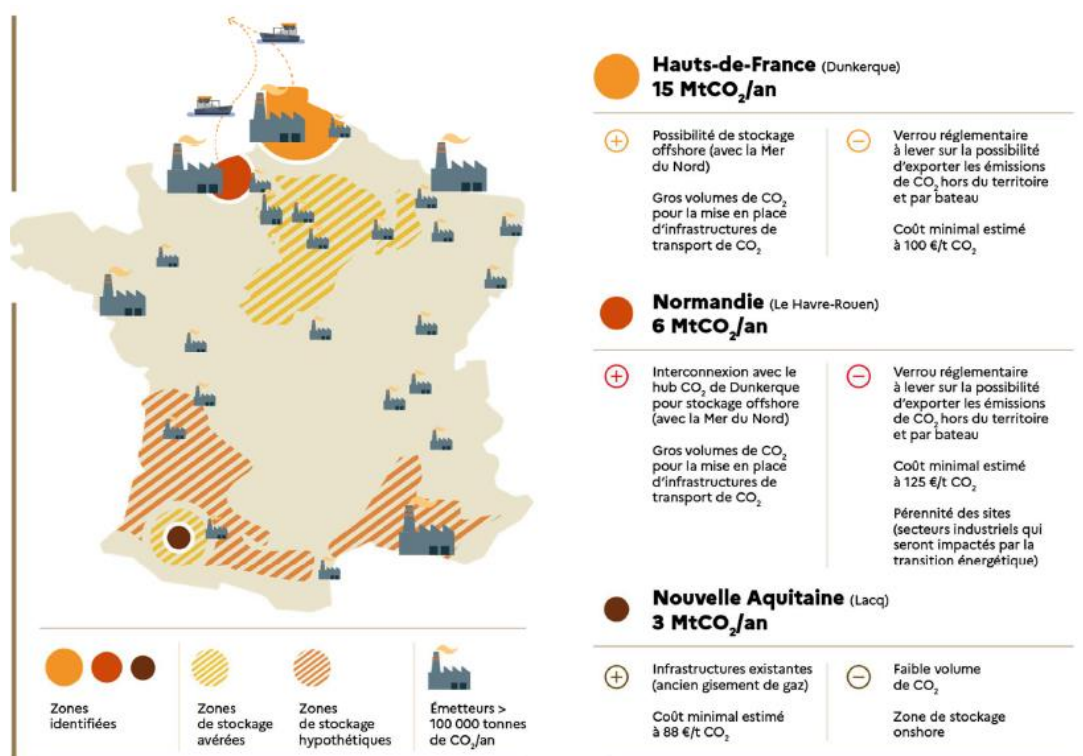 Hauts-de-France (Dunkerque)
15 MtCO₂/an
Possibilité de stockage
offshore (avec la Mer
du Nord)
Gros volumes de CO₂
pour la mise en place
d'infrastructures de
transport de CO₂
Verrou réglementaire
à lever sur la possibilité
d'exporter les émissions
de CO₂ hors du territoire
et par bateau
Coût minimal estimé
à 100 €/t CO₂
Normandie (Le Havre-Rouen)
6 MtCO₂/an
Interconnexion avec le
hub CO₂ de Dunkerque
pour stockage offshore
(avec la Mer du Nord)
Gros volumes de CO₂
pour la mise en place
d'infrastructures de
transport de CO₂
Verrou réglementaire
à lever sur la possibilité
d'exporter les émissions
de CO₂ hors du territoire
et par bateau
Coût minimal estimé
à 125 €/t CO₂
Pérennité des sites
(secteurs industriels qui
seront impactés par la
transition énergétique)
Nouvelle Aquitaine (Lacq)
3 MtCO₂/an
Infrastructures existantes
(ancien gisement de gaz)
Coût minimal estimé
à 88 €/t CO₂
Faible volume
de CO₂
Zone de stockage
onshore
Zones
identifiées
Zones
de stockage
avérées
Zones
de stockage
hypothétiques
Émetteurs >
100 000 tonnes
de CO₂/an